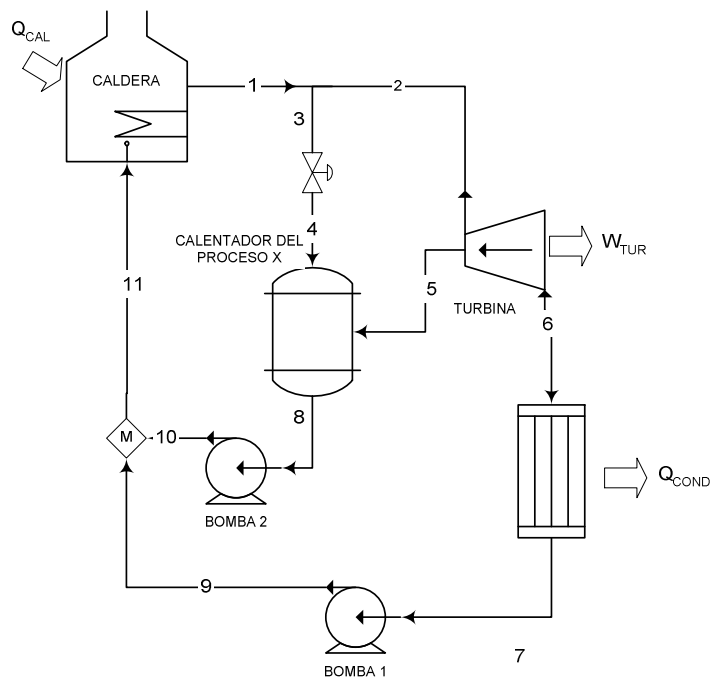 QCAL
CALDERA
1
2
3
4
CALENTADOR DEL
PROCESO X
WTUR
5
TURBINA
6
11
8
M
10
QCOND
BOMBA 2
9
7
BOMBA 1